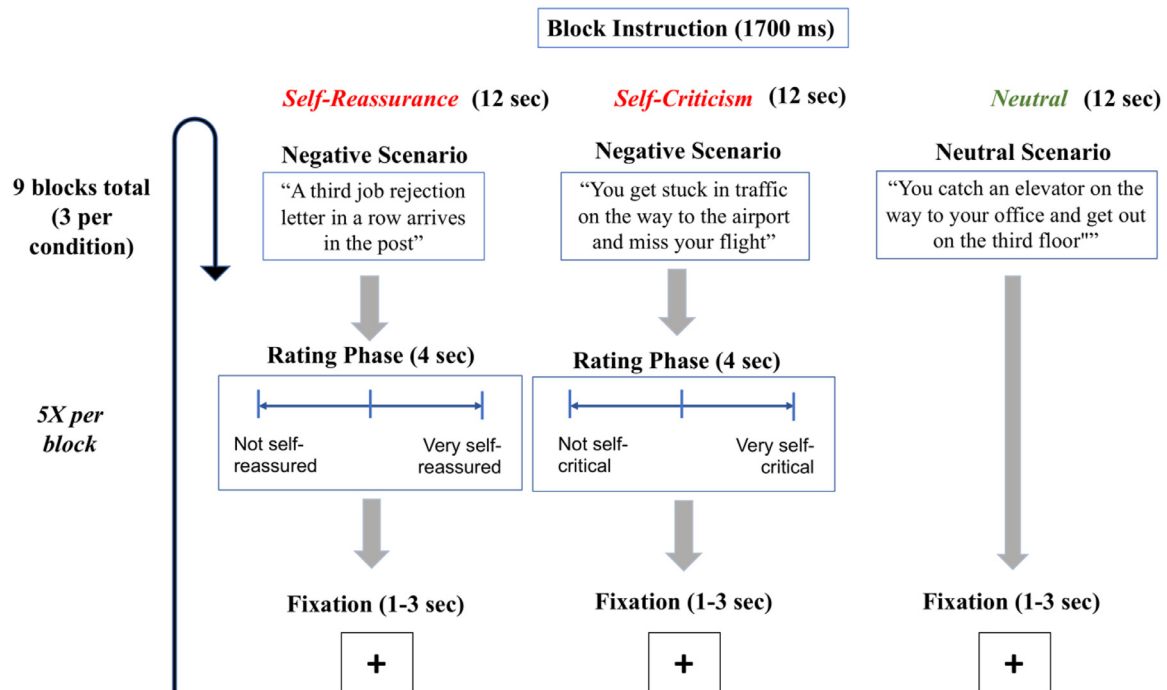 Block Instruction (1700 ms)
Self-Reassurance (12 sec)
Self-Criticism (12 sec)
Neutral (12 sec)
9 blocks total
(3 per
condition)
Negative Scenario
“A third job rejection
letter in a row arrives
in the post”
Negative Scenario
“You get stuck in traffic
on the way to the airport
and miss your flight”
Neutral Scenario
“You catch an elevator on the
way to your office and get out
on the third floor"”
5X per
block
Rating Phase (4 sec)
Not self-
reassured
Very self-
reassured
Rating Phase (4 sec)
Not self-
critical
Very self-
critical
Fixation (1-3 sec)
+
Fixation (1-3 sec)
+
Fixation (1-3 sec)
+